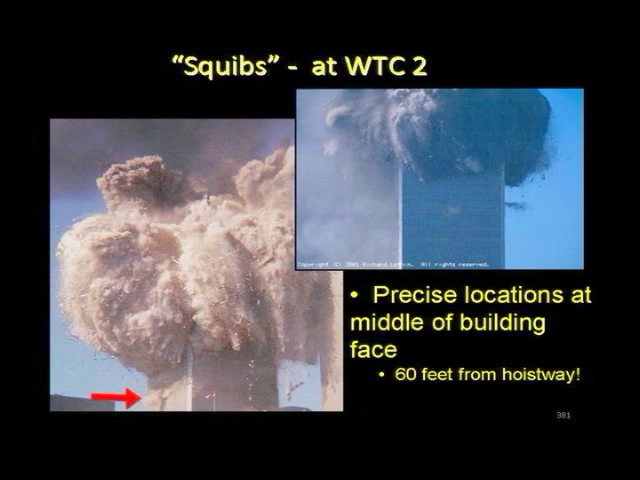 “Squibs” - at WTC 2
Copyright (C) 2001 Richard Lethin. All rights reserved.
• Precise locations at
middle of building
face
• 60 feet from hoistway!
381